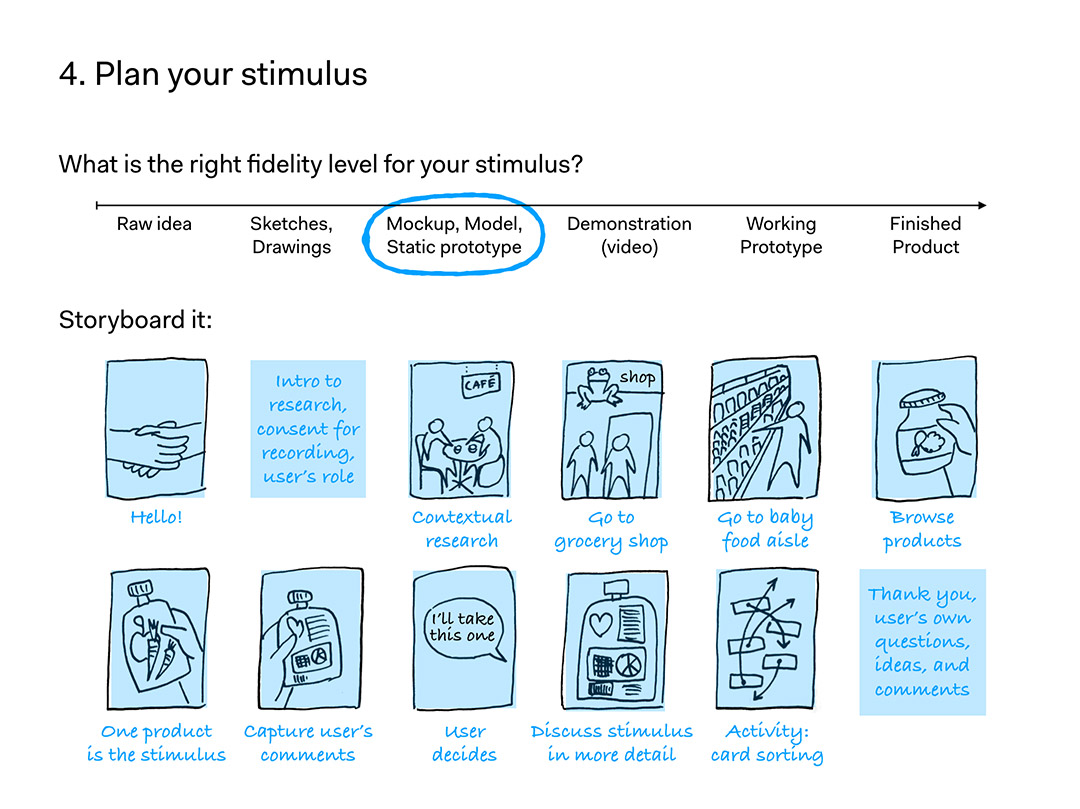 4. Plan your stimulus
What is the right fidelity level for your stimulus?
Raw idea
Sketches,
Drawings
Mockup, Model,
Static prototype
Demonstration
(video)
Working
Prototype
Finished
Product
Storyboard it:
Hello!
Intro to
research,
consent for
recording,
user's role
CAFÉ
Contextual
research
shop
Go to
grocery shop
Go to baby
food aisle
Browse
products
One product
is the stimulus
Capture user's
comments
I'll take
this one
User
decides
Discuss stimulus
in more detail
Activity:
card sorting
Thank you,
user's own
questions,
ideas, and
comments